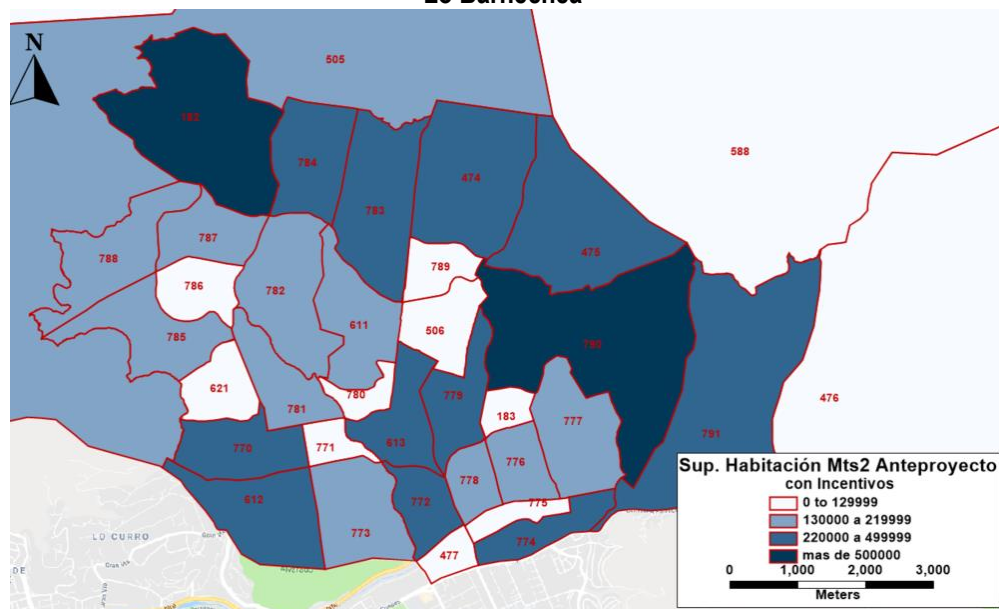 Lo Barnechea
N
505
182
588
784
474
783
475
787
788
789
786
782
506
611
785
790
476
621
780
779
781
183
777
791
771
613
770
776
778
612
772
775
773
774
477
LO CURRO
DE
Sup. Habitación Mts2 Anteproyecto
con Incentivos
0 to 129999
130000 a 219999
220000 a 499999
mas de 500000
0 1,000 2,000 3,000
Meters